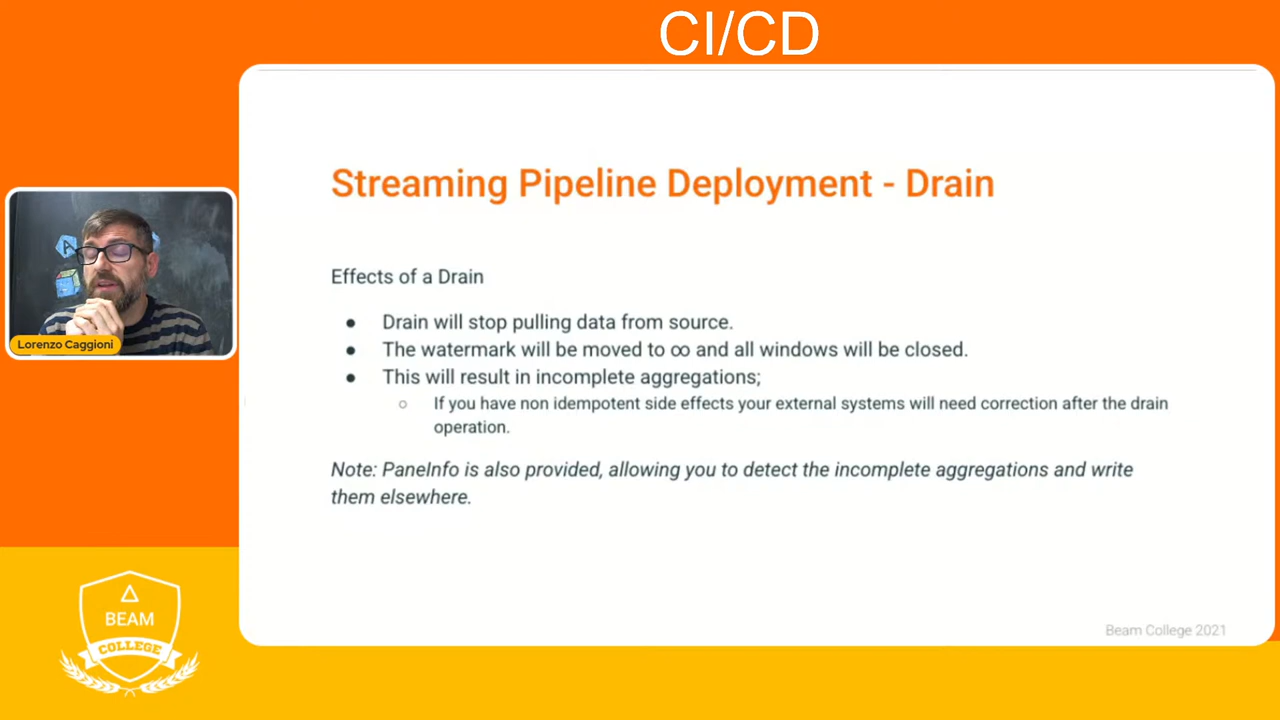 CI/CD
Streaming Pipeline Deployment - Drain
Effects of a Drain
● Drain will stop pulling data from source.
● The watermark will be moved to ∞ and all windows will be closed.
● This will result in incomplete aggregations;
○ If you have non idempotent side effects your external systems will need correction after the drain
operation.
Note: PaneInfo is also provided, allowing you to detect the incomplete aggregations and write
them elsewhere.
Beam College 2021
A
Lorenzo Caggioni
BEAM
COLLEGE